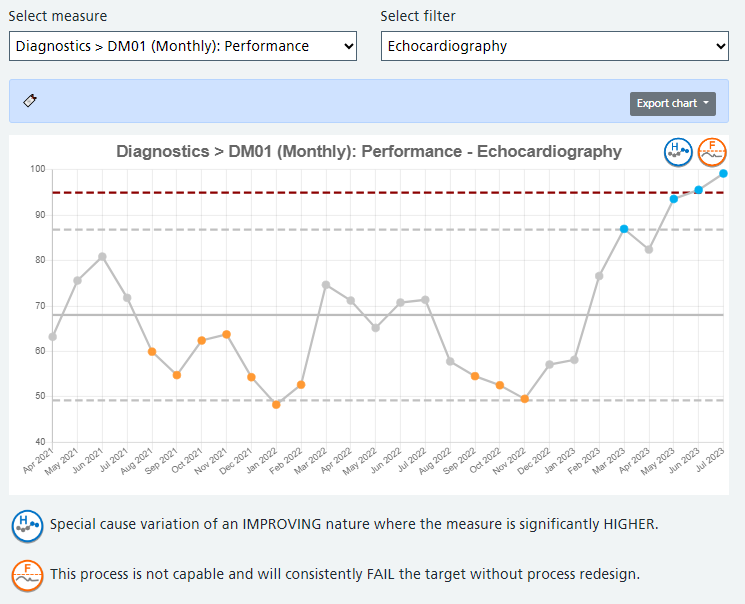 Select measure
Select filter
Diagnostics > DM01 (Monthly): Performance
Echocardiography
Export chart
Diagnostics > DM01 (Monthly): Performance - Echocardiography
H
F
100
90
80
70
60
50
40
Apr 2021
May 2021
Jun 2021
Jul 2021
Aug 2021
Sep 2021
Oct 2021
Nov 2021
Dec 2021
Jan 2022
Feb 2022
Mar 2022
Apr 2022
May 2022
Jun 2022
Jul 2022
Aug 2022
Sep 2022
Oct 2022
Nov 2022
Dec 2022
Jan 2023
Feb 2023
Mar 2023
Apr 2023
May 2023
Jun 2023
Jul 2023
H
Special cause variation of an IMPROVING nature where the measure is significantly HIGHER.
F
This process is not capable and will consistently FAIL the target without process redesign.